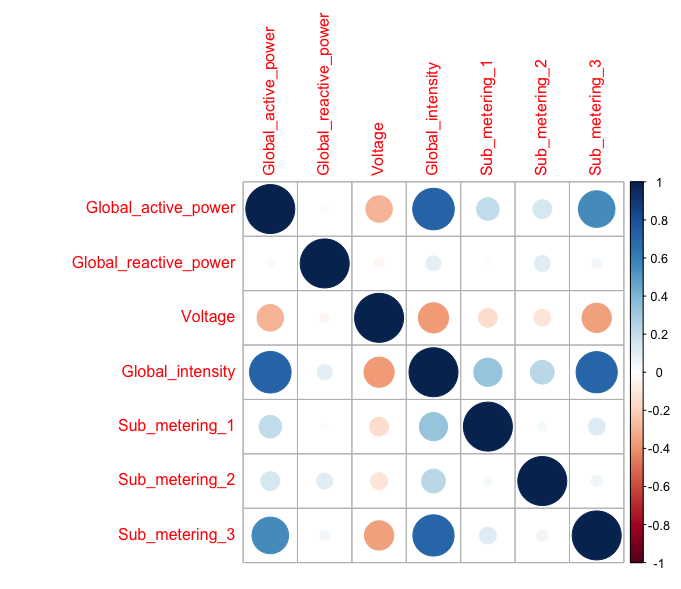 Global_active_power
Global_reactive_power
Voltage
Global_intensity
Sub_metering_1
Sub_metering_2
Sub_metering_3
Global_active_power
Global_reactive_power
Voltage
Global_intensity
Sub_metering_1
Sub_metering_2
Sub_metering_3
1
0.8
0.6
0.4
0.2
0
-0.2
-0.4
-0.6
-0.8
-1